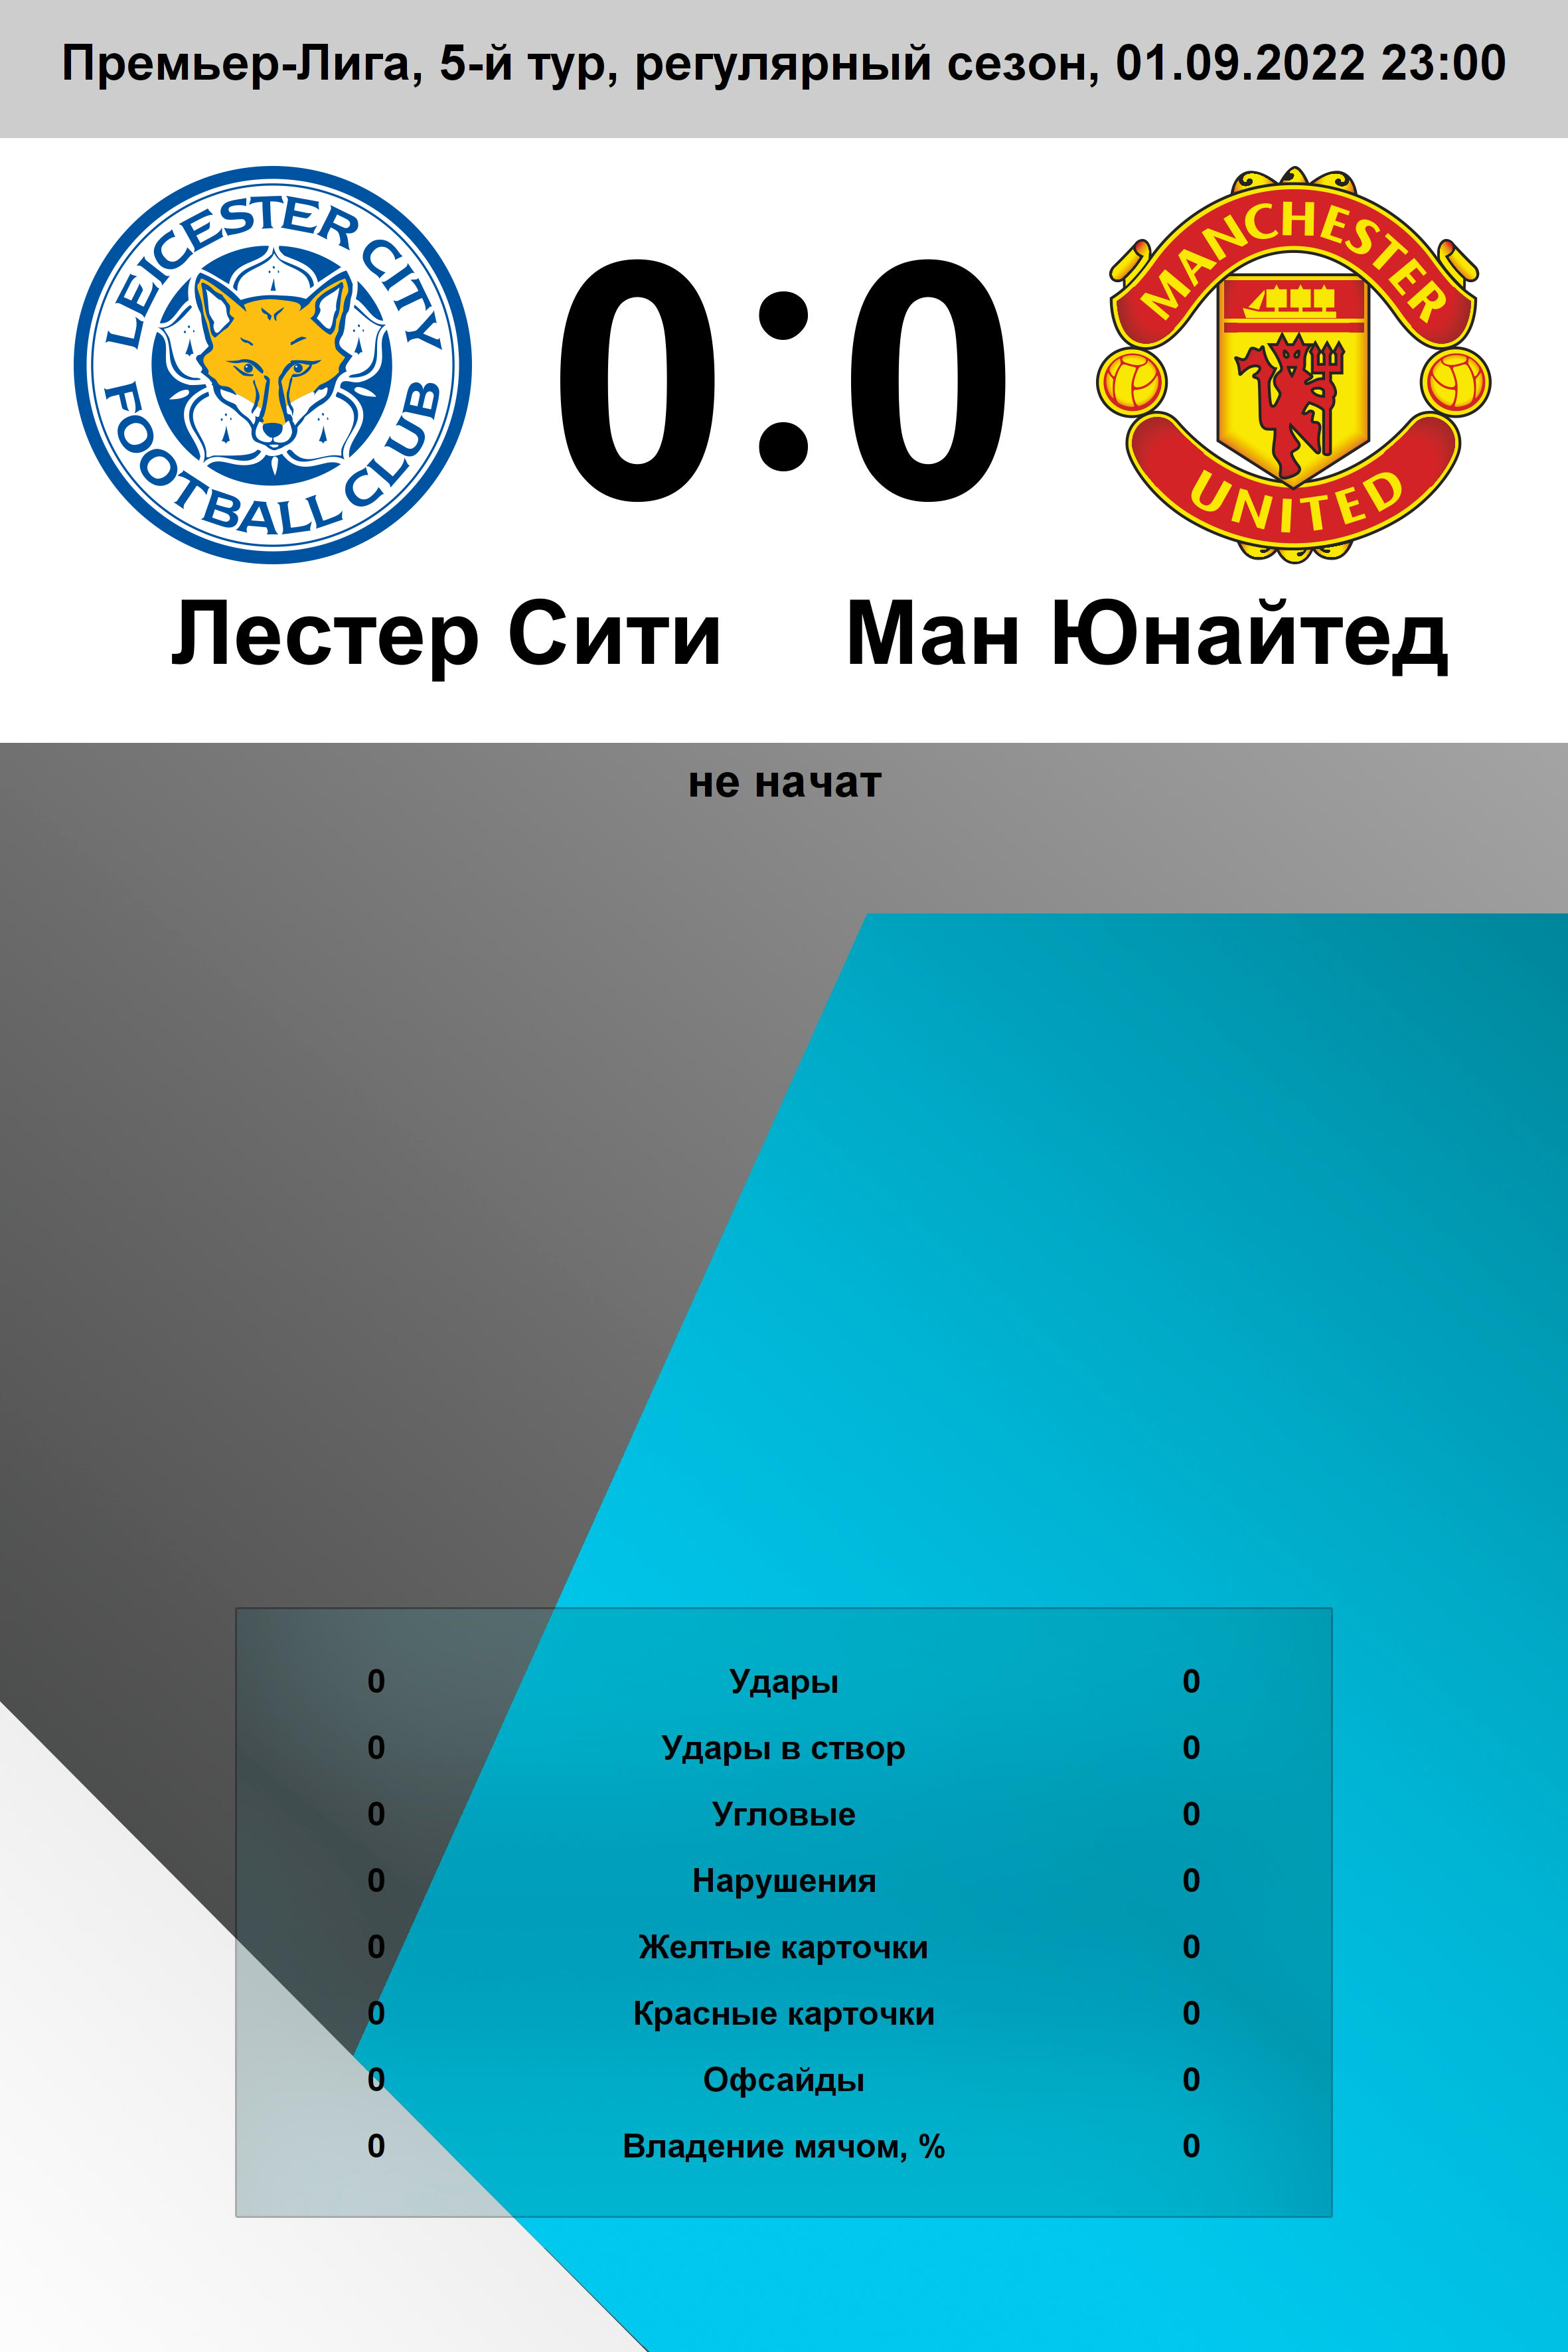 Премьер-Лига, 5-й тур, регулярный сезон, 01.09.2022 23:00
LEICESTER CITY
FOOTBALL CLUB
0:0
MANCHESTER
UNITED
Лестер Сити Ман Юнайтед
не начат
0 Удары 0
0 Удары в створ 0
0 Угловые 0
0 Нарушения 0
0 Желтые карточки 0
0 Красные карточки 0
0 Офсайды 0
0 Владение мячом, % 0